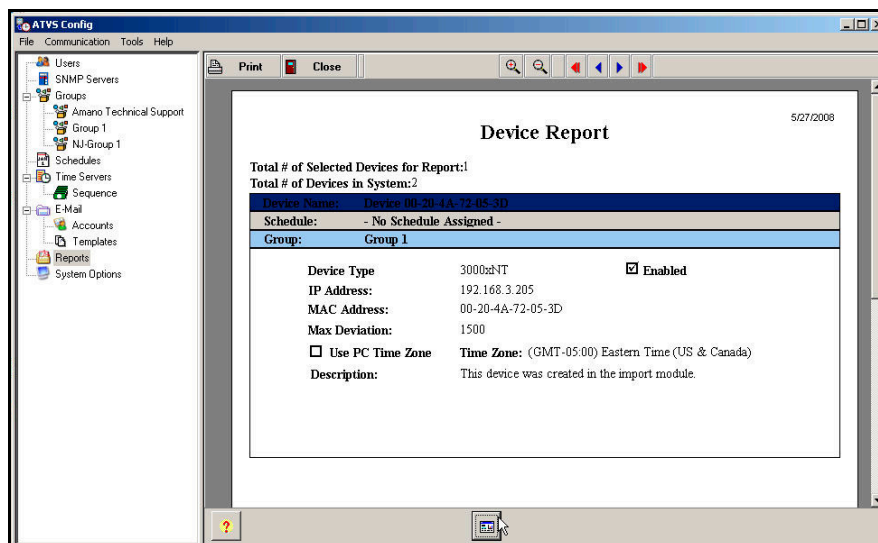 ATVS Config
File Communication Tools Help
Users
SNMP Servers
Groups
Amano Technical Support
Group 1
NJ-Group 1
Schedules
Time Servers
Sequence
E-Mail
Accounts
Templates
Reports
System Options
Print Close
5/27/2008
Device Report
Total # of Selected Devices for Report:1
Total # of Devices in System:2
Device Name: Device 00-20-4A-72-05-3D
Schedule: - No Schedule Assigned -
Group: Group 1
Device Type 3000xNT Enabled
IP Address: 192.168.3.205
MAC Address: 00-20-4A-72-05-3D
Max Deviation: 1500
Use PC Time Zone Time Zone: (GMT-05:00) Eastern Time (US & Canada)
Description: This device was created in the import module.